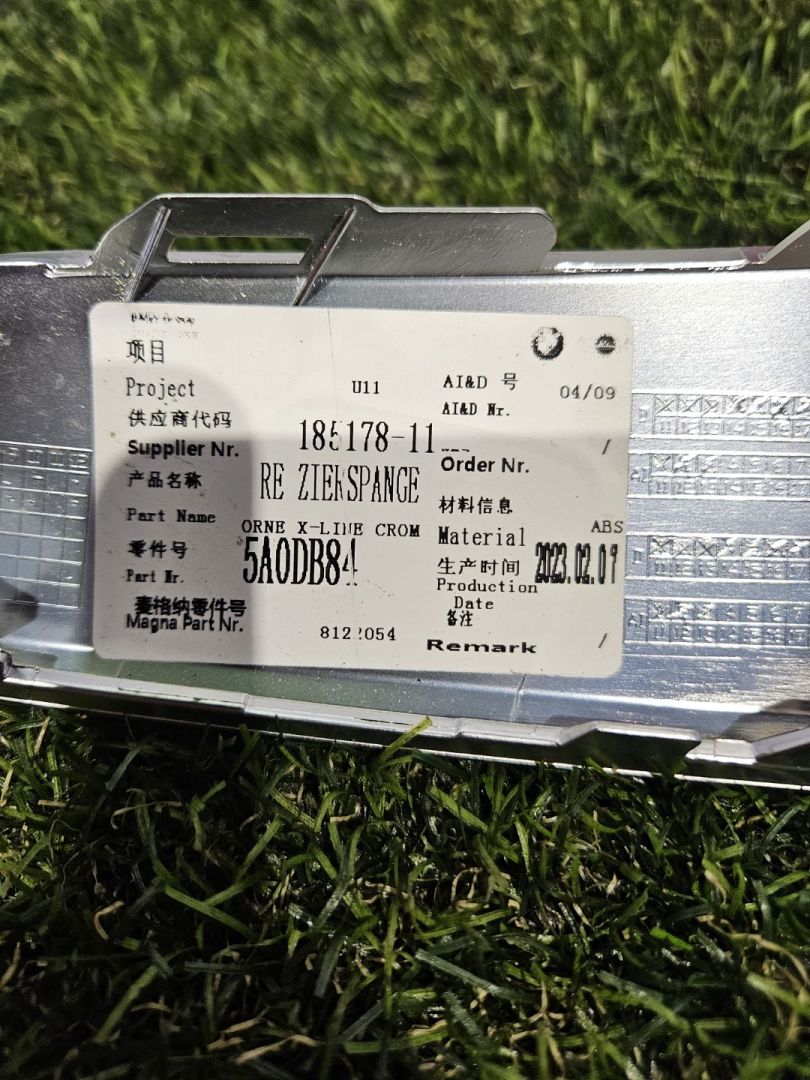 BMW Group
项目
Project U11
AI&D 号 04/09
AI&D Nr.
供应商代码
Supplier Nr. 185178-11
Order Nr. /
产品名称
Part Name RE ZIERSPANGE
ORNE X-LINE CROM
材料信息
Material ABS
零件号
Part Nr. 5A0DB84
生产时间
Production
Date 2023.02.07
麦格纳零件号
Magna Part Nr.
备注
Remark /